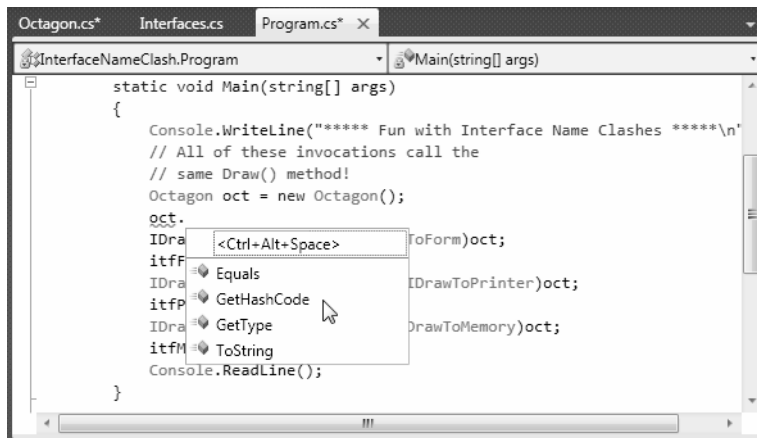 Octagon.cs* Interfaces.cs Program.cs* ×
InterfaceNameClash.Program Main(string[] args)
static void Main(string[] args)
{
Console.WriteLine("***** Fun with Interface Name Clashes *****\n"
// All of these invocations call the
// same Draw() method!
Octagon oct = new Octagon();
oct.
IDra ToForm)oct;
itfF
IDra IDrawToPrinter)oct;
itfP
IDra DrawToMemory)oct;
itfM
<Ctrl+Alt+Space>
Equals
GetHashCode
GetType
ToString
Console.ReadLine();
}